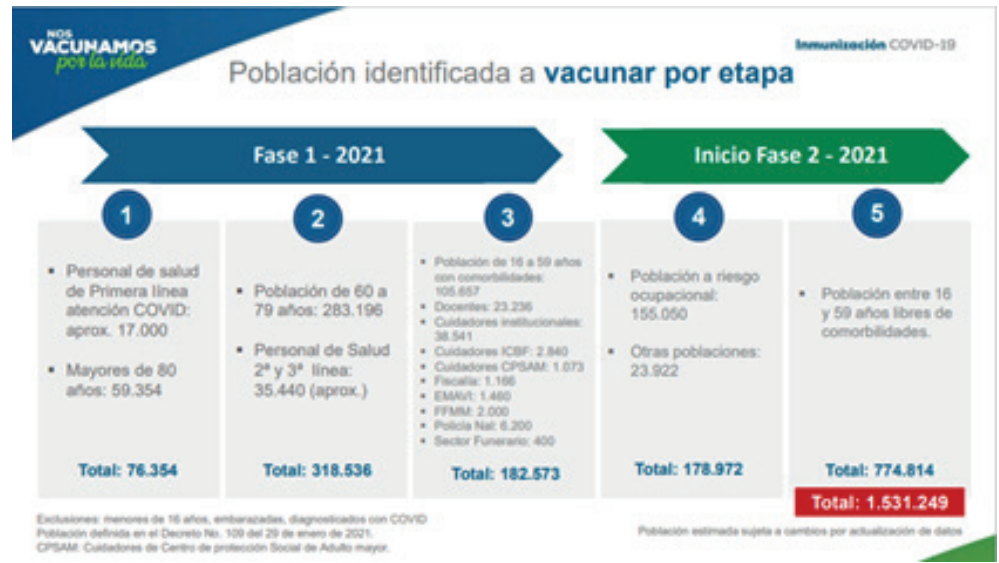 NOS
VACUNAMOS
por la vida
Inmunización COVID-19
Población identificada a vacunar por etapa
Fase 1 - 2021
Inicio Fase 2 - 2021
1
▪ Personal de salud
de Primera línea
atención COVID:
aprox. 17.000
▪ Mayores de 80
años: 59.354
Total: 76.354
2
▪ Población de 60 a
79 años: 283.196
▪ Personal de Salud
2ª y 3ª línea:
35.440 (aprox.)
Total: 318.536
3
▪ Población de 16 a 59 años
con comorbilidades:
105.657
▪ Docentes: 23.236
▪ Cuidadores institucionales:
38.541
▪ Cuidadores ICBF: 2.840
▪ Cuidadores CPSAM: 1.073
▪ Fiscalía: 1.166
▪ EMAVI: 1.460
▪ FFMM: 2.000
▪ Policía Nal: 6.200
▪ Sector Funerario: 400
Total: 182.573
4
▪ Población a riesgo
ocupacional:
155.050
▪ Otras poblaciones:
23.922
Total: 178.972
5
▪ Población entre 16
y 59 años libres de
comorbilidades.
Total: 774.814
Total: 1.531.249
Exclusiones: menores de 16 años, embarazadas, diagnosticados con COVID
Población definida en el Decreto No. 109 del 29 de enero de 2021.
CPSAM: Cuidadores de Centro de protección Social de Adulto mayor.
Población estimada sujeta a cambios por actualización de datos